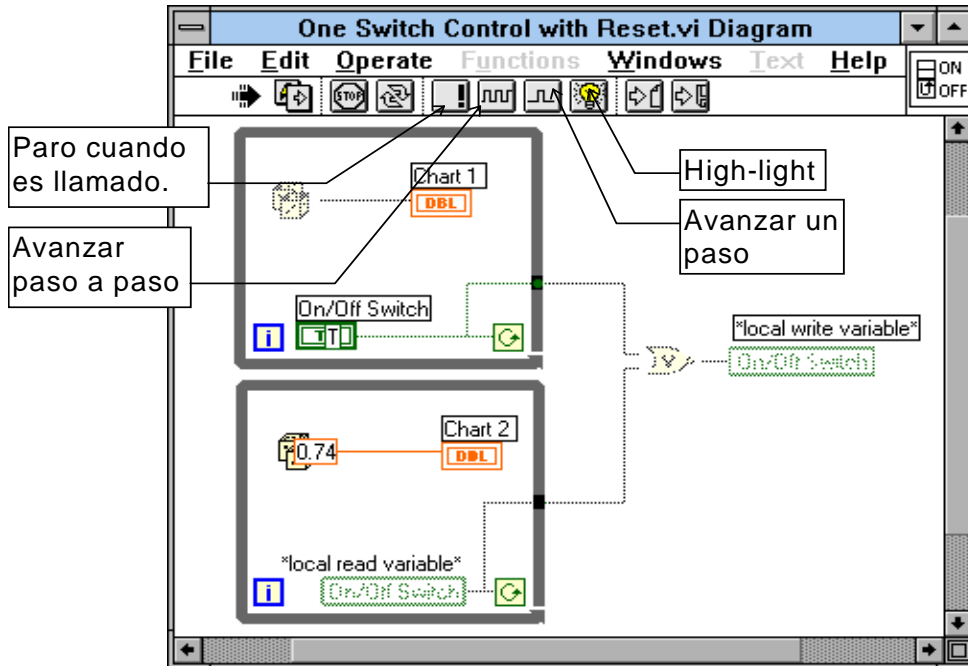 One Switch Control with Reset.vi Diagram
File Edit Operate Functions Windows Text Help
ON
OFF
STOP
Paro cuando
es llamado.
High-light
Chart 1
DBL
Avanzar un
paso
Avanzar
paso a paso
On/Off Switch
i
T
*local write variable*
On/Off Switch
V
Chart 2
0.74
DBL
*local read variable*
i
On/Off Switch